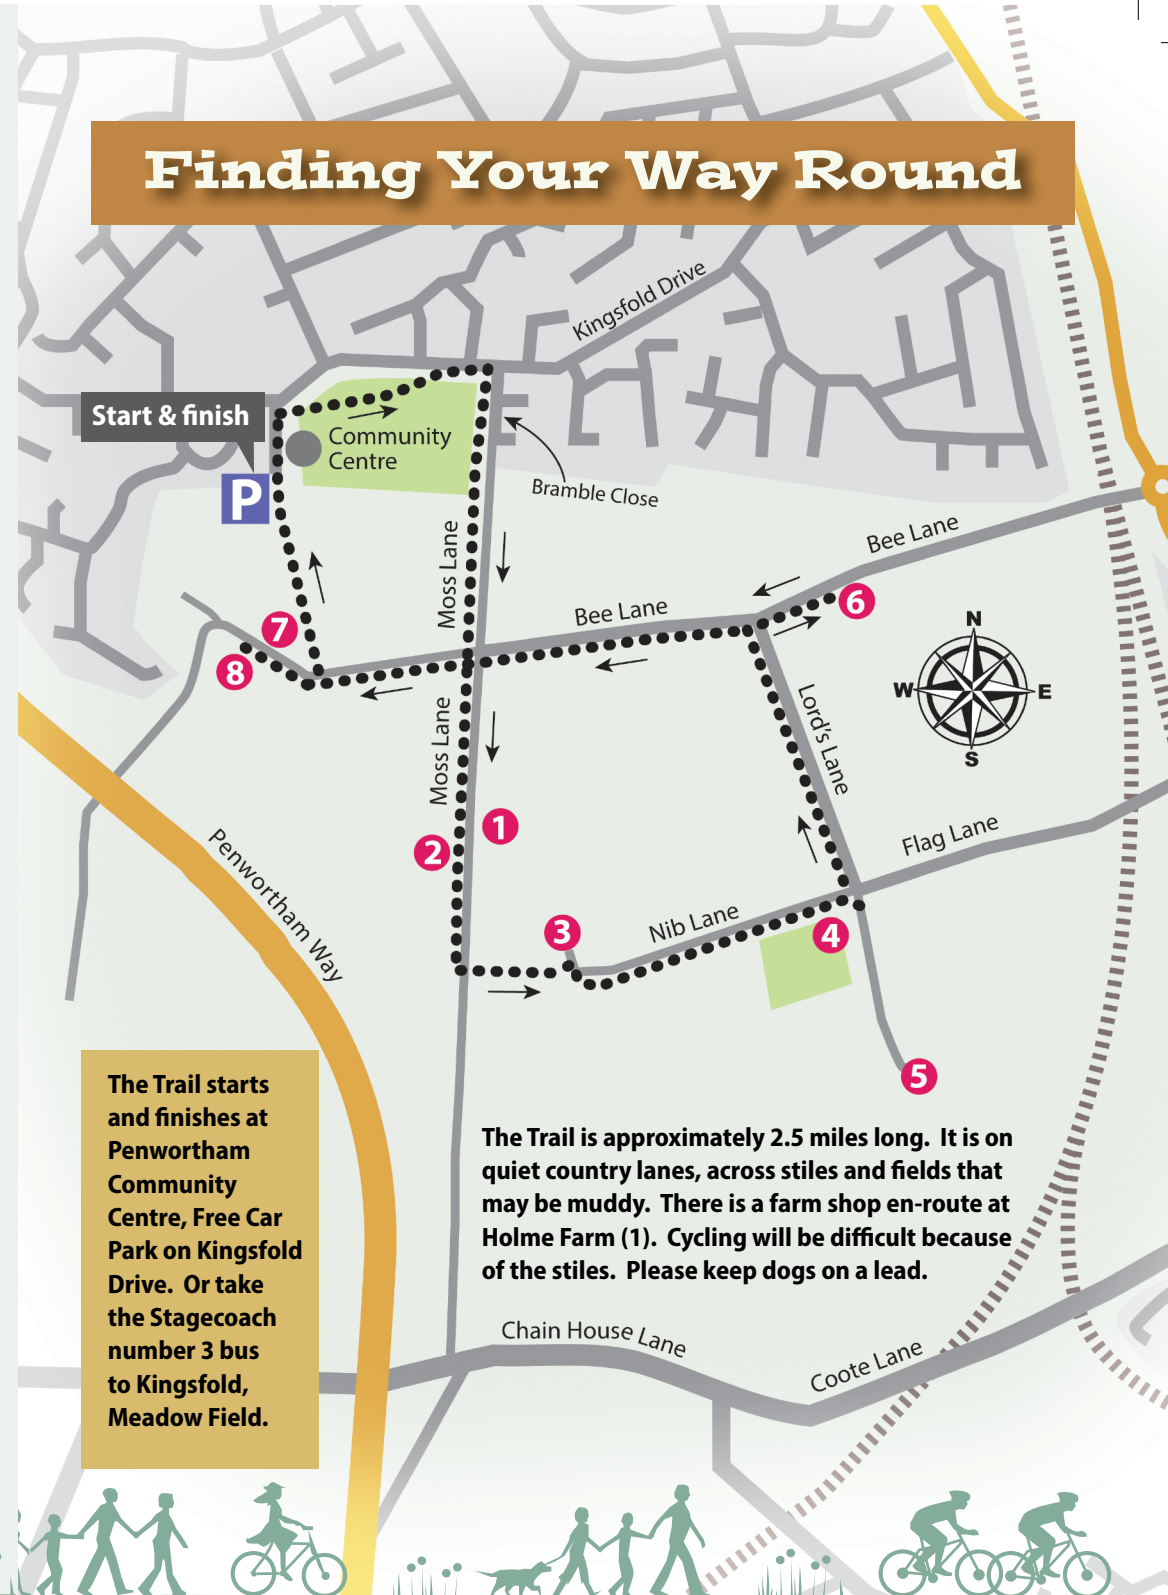 Finding Your Way Round
Kingsfold Drive
Start & finish
P
Community
Centre
Bramble Close
Moss Lane
Bee Lane
Bee Lane
6
7
8
N
W
E
S
Moss Lane
Lord's Lane
1
2
Flag Lane
Penwortham Way
3
Nib Lane
4
5
The Trail starts
and finishes at
Penwortham
Community
Centre, Free Car
Park on Kingsfold
Drive. Or take
the Stagecoach
number 3 bus
to Kingsfold,
Meadow Field.
The Trail is approximately 2.5 miles long. It is on
quiet country lanes, across stiles and fields that
may be muddy. There is a farm shop en-route at
Holme Farm (1). Cycling will be difficult because
of the stiles. Please keep dogs on a lead.
Chain House Lane
Coote Lane